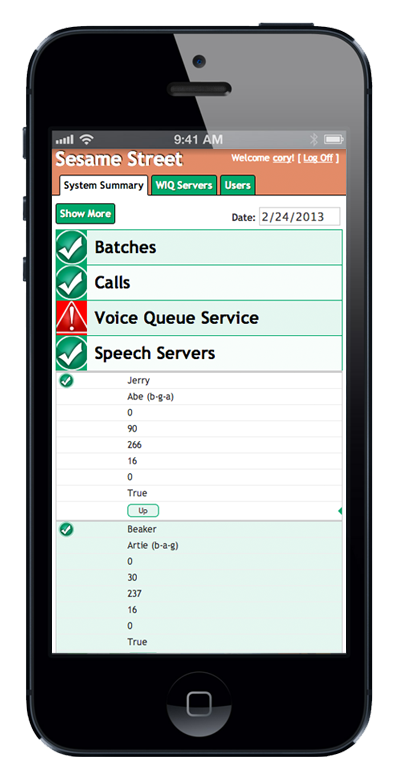 9:41 AM
Sesame Street
Welcome cory! [ Log Off ]
System Summary WIQ Servers Users
Show More
Date: 2/24/2013
Batches
Calls
Voice Queue Service
Speech Servers
Jerry
Abe (b-g-a)
0
90
266
16
0
True
Up
Beaker
Artie (b-a-g)
0
30
237
16
0
True